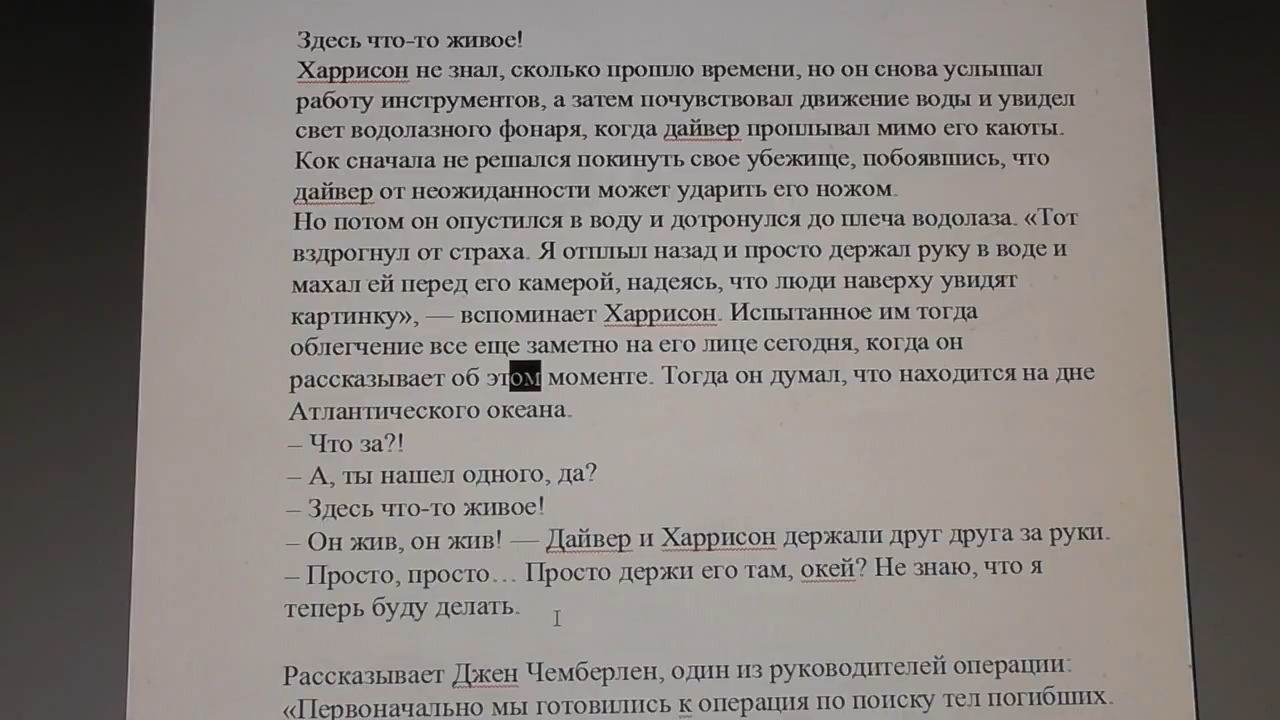 Здесь что-то живое!
Харрисон не знал, сколько прошло времени, но он снова услышал
работу инструментов, а затем почувствовал движение воды и увидел
свет водолазного фонаря, когда дайвер проплывал мимо его каюты.
Кок сначала не решался покинуть свое убежище, побоявшись, что
дайвер от неожиданности может ударить его ножом.
Но потом он опустился в воду и дотронулся до плеча водолаза. «Тот
вздрогнул от страха. Я отплыл назад и просто держал руку в воде и
махал ей перед его камерой, надеясь, что люди наверху увидят
картинку», — вспоминает Харрисон. Испытанное им тогда
облегчение все еще заметно на его лице сегодня, когда он
рассказывает об этом моменте. Тогда он думал, что находится на дне
Атлантического океана.
– Что за?!
– А, ты нашел одного, да?
– Здесь что-то живое!
– Он жив, он жив! — Дайвер и Харрисон держали друг друга за руки.
– Просто, просто… Просто держи его там, окей? Не знаю, что я
теперь буду делать.
Рассказывает Джен Чемберлен, один из руководителей операции:
«Первоначально мы готовились к операция по поиску тел погибших.